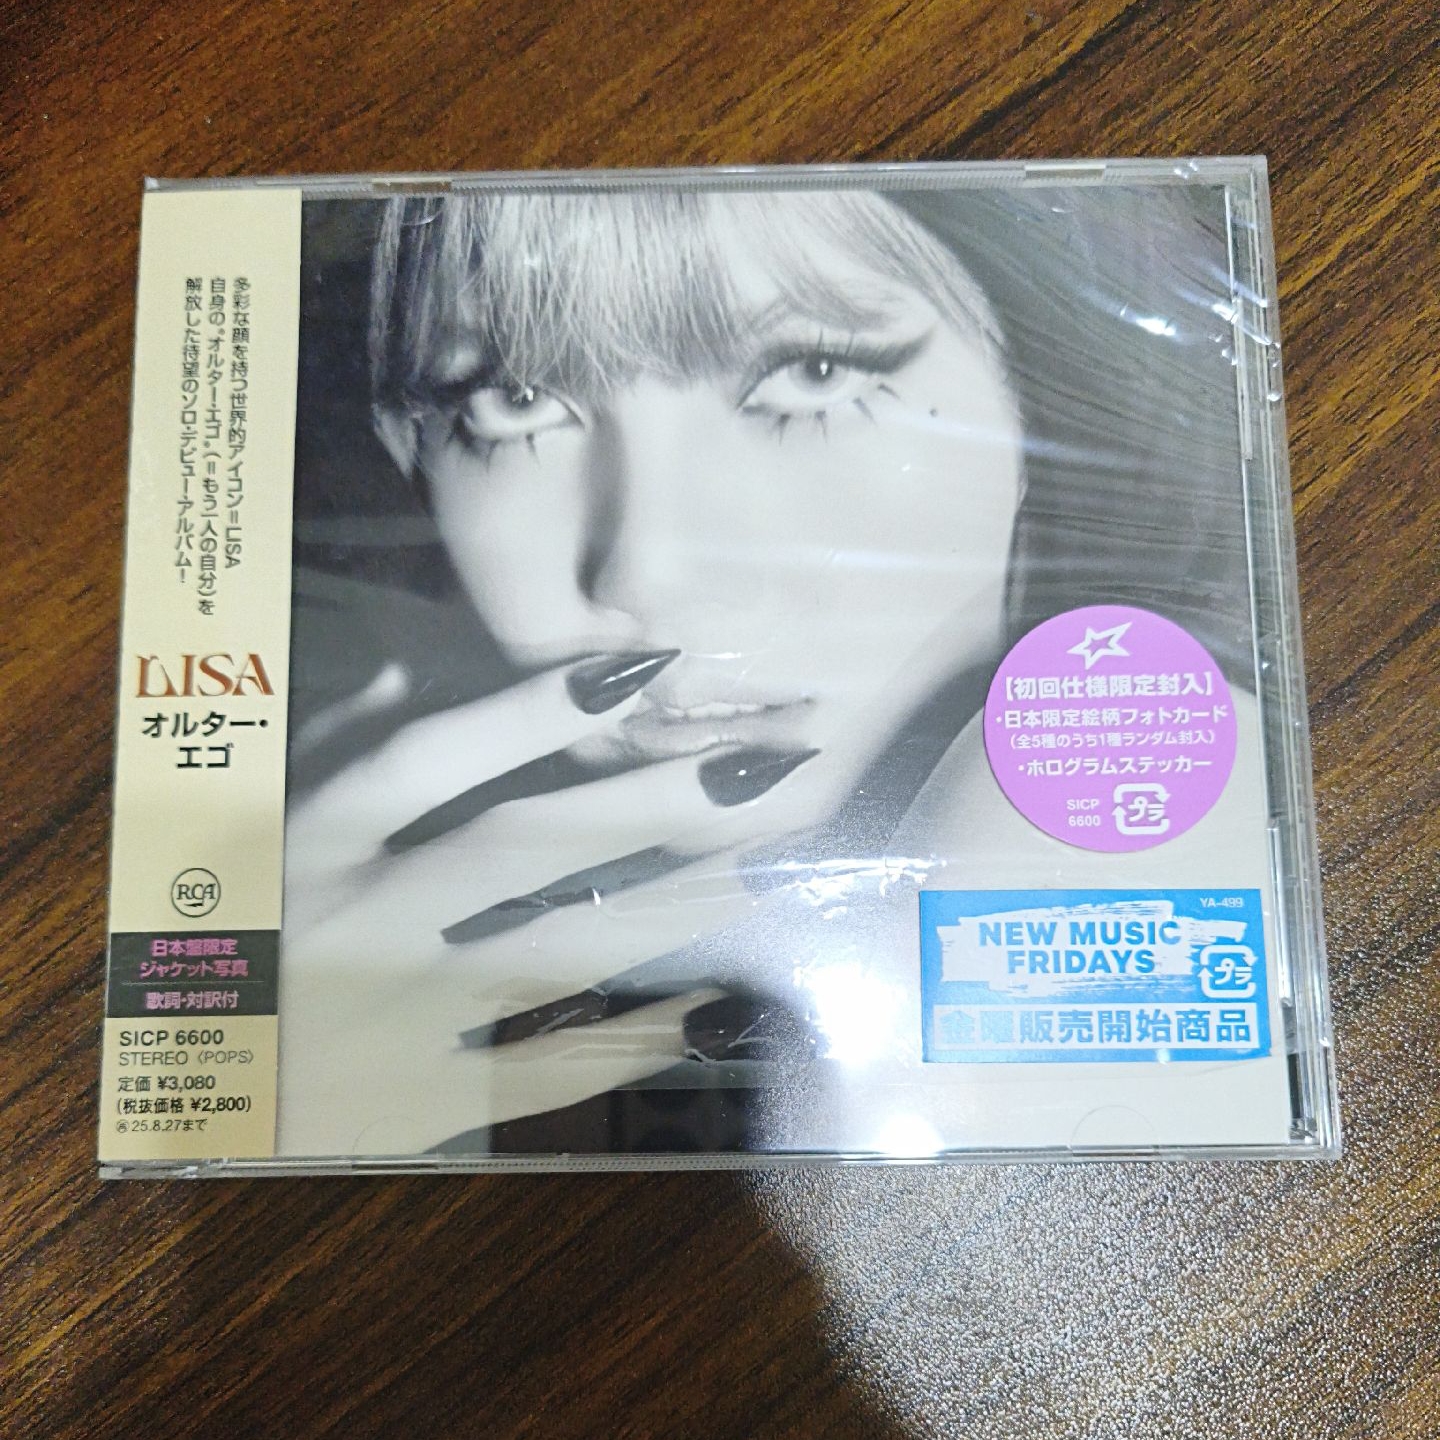 多彩な顔を持つ世界的アイコン=LISA
自身の“オルター・エゴ。(=もう一人の自分)を
解放した待望のソロ・デビュー・アルバム!
LISA
オルター・
エゴ
RCA
日本盤限定
ジャケット写真
歌詞・対訳付
SICP 6600
STEREO〈POPS〉
定価 ¥3,080
(税抜価格 ¥2,800)
25.8.27まで
【初回仕様限定封入】
・日本限定絵柄フォトカード
(全5種のうち1種ランダム封入)
・ホログラムステッカー
SICP
6600
プラ
YA-499
NEW MUSIC
FRIDAYS
プラ
金曜販売開始商品